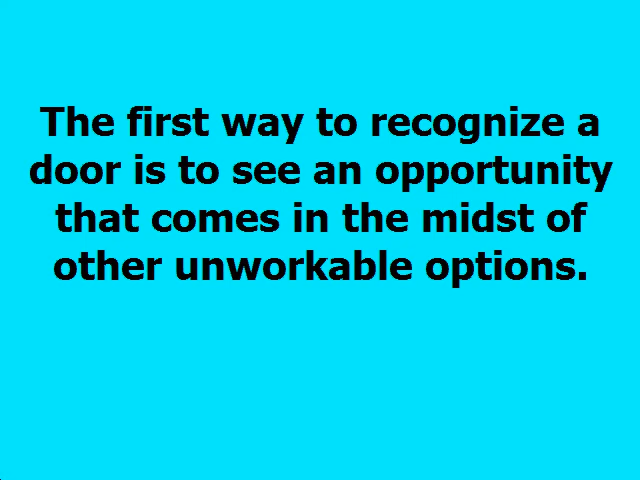 The first way to recognize a
door is to see an opportunity
that comes in the midst of
other unworkable options.